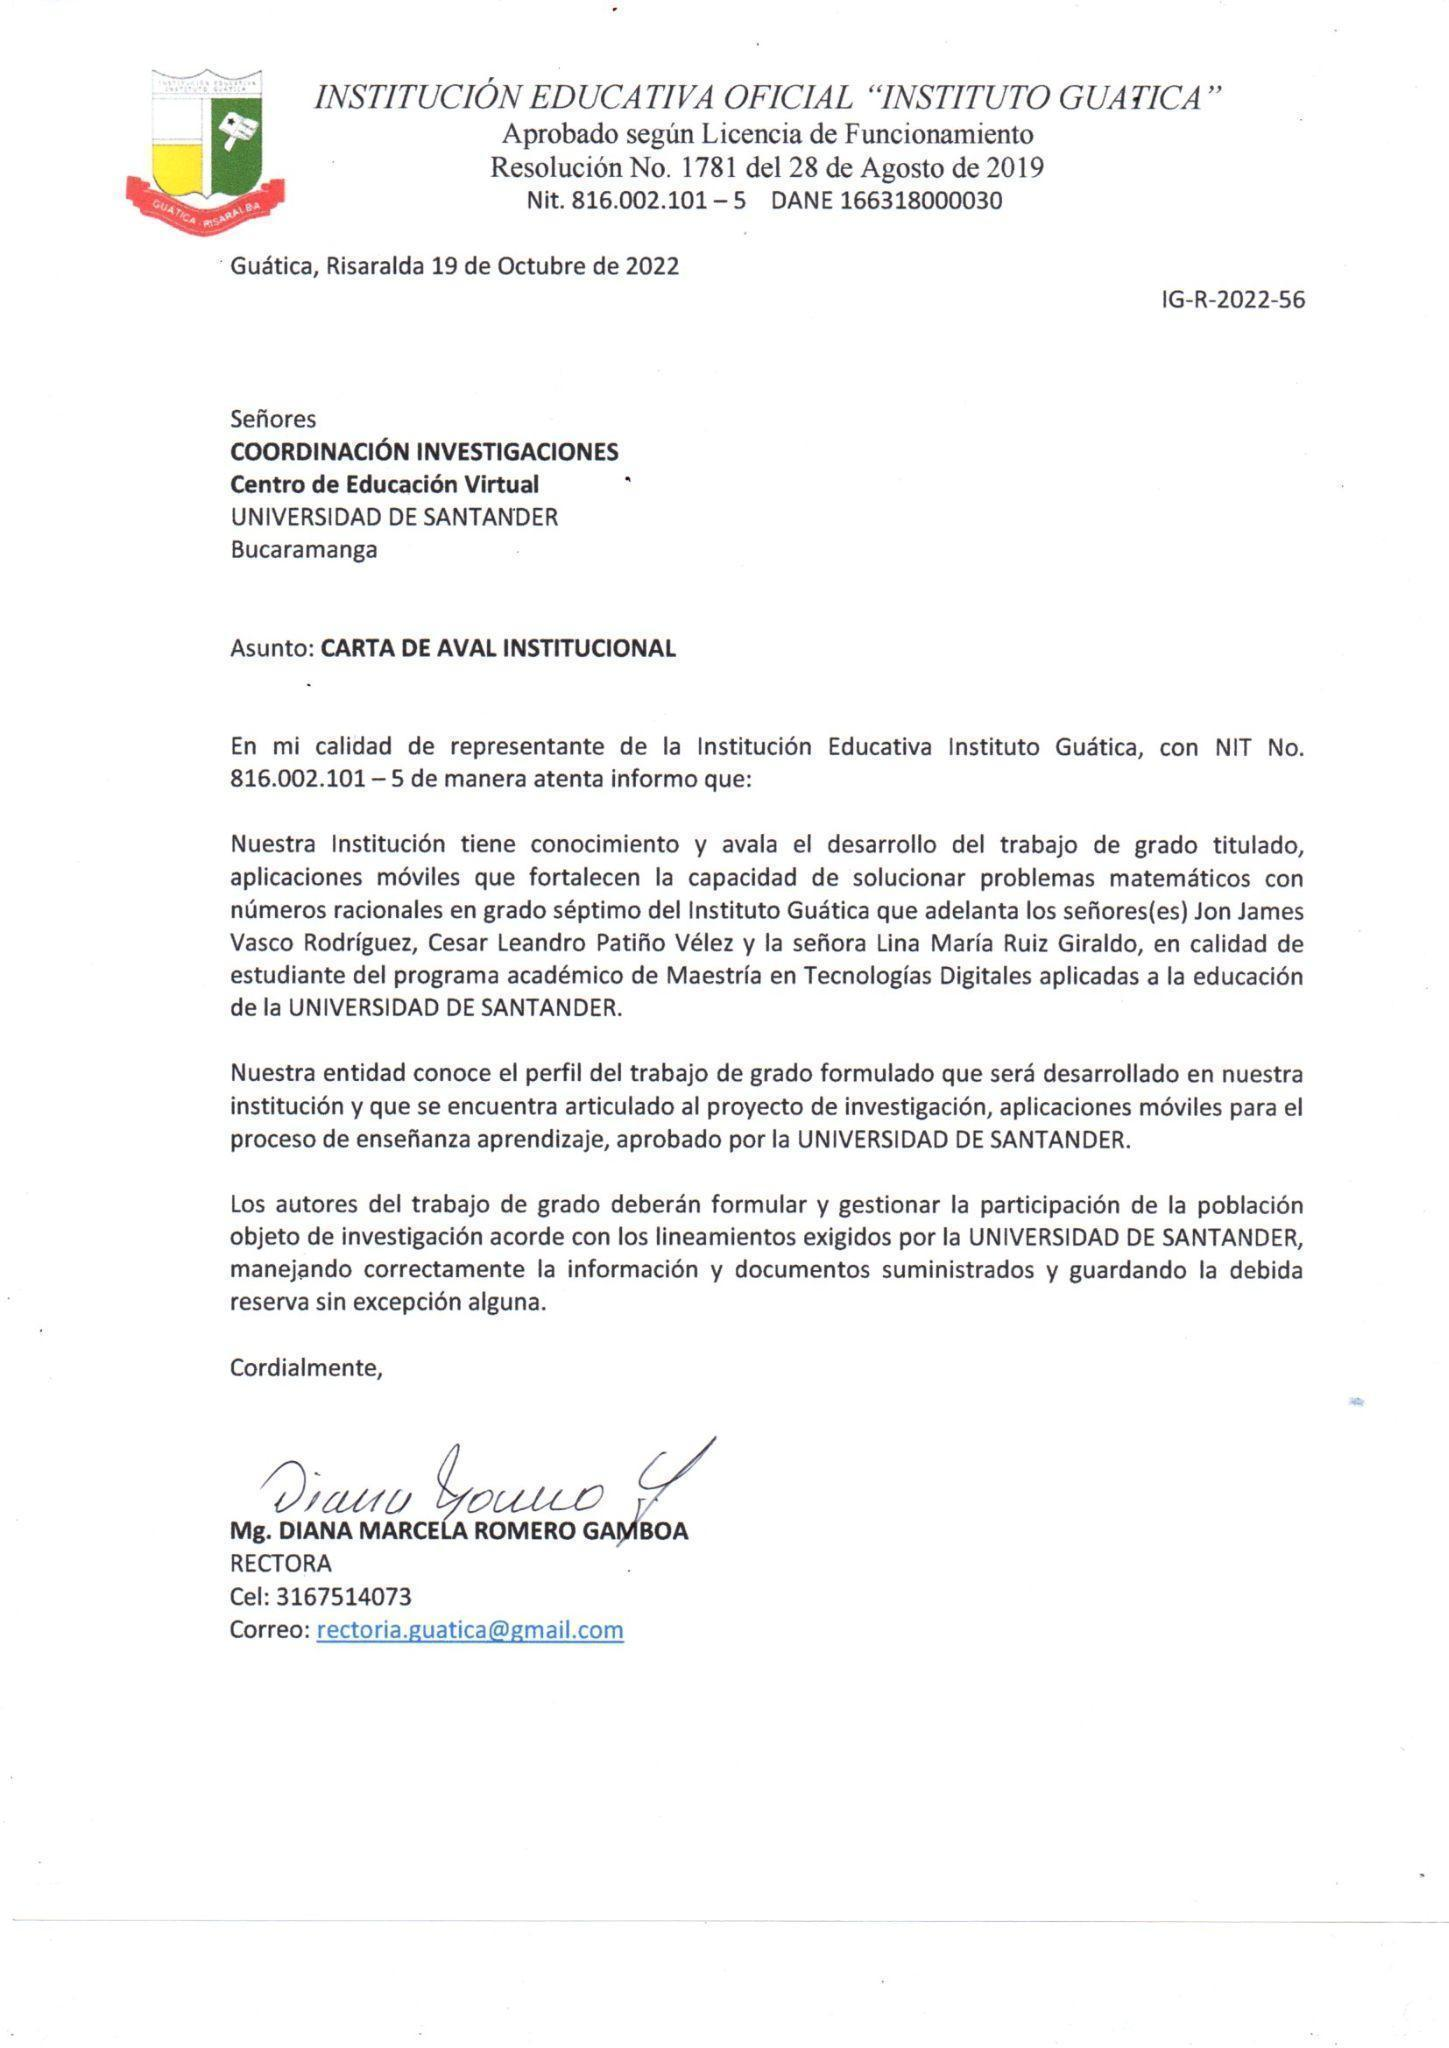 INSTITUCIÓN EDUCATIVA
INSTITUTO GUÁTICA
GUATICA - RISARALDA
INSTITUCIÓN EDUCATIVA OFICIAL “INSTITUTO GUATICA”
Aprobado según Licencia de Funcionamiento
Resolución No. 1781 del 28 de Agosto de 2019
Nit. 816.002.101 – 5 DANE 166318000030
Guática, Risaralda 19 de Octubre de 2022
IG-R-2022-56
Señores
COORDINACIÓN INVESTIGACIONES
Centro de Educación Virtual
UNIVERSIDAD DE SANTANDER
Bucaramanga
Asunto: CARTA DE AVAL INSTITUCIONAL
En mi calidad de representante de la Institución Educativa Instituto Guática, con NIT No.
816.002.101 – 5 de manera atenta informo que:
Nuestra Institución tiene conocimiento y avala el desarrollo del trabajo de grado titulado,
aplicaciones móviles que fortalecen la capacidad de solucionar problemas matemáticos con
números racionales en grado séptimo del Instituto Guática que adelanta los señores(es) Jon James
Vasco Rodríguez, Cesar Leandro Patiño Vélez y la señora Lina María Ruiz Giraldo, en calidad de
estudiante del programa académico de Maestría en Tecnologías Digitales aplicadas a la educación
de la UNIVERSIDAD DE SANTANDER.
Nuestra entidad conoce el perfil del trabajo de grado formulado que será desarrollado en nuestra
institución y que se encuentra articulado al proyecto de investigación, aplicaciones móviles para el
proceso de enseñanza aprendizaje, aprobado por la UNIVERSIDAD DE SANTANDER.
Los autores del trabajo de grado deberán formular y gestionar la participación de la población
objeto de investigación acorde con los lineamientos exigidos por la UNIVERSIDAD DE SANTANDER,
manejando correctamente la información y documentos suministrados y guardando la debida
reserva sin excepción alguna.
Cordialmente,
Diana Romero G
Mg. DIANA MARCELA ROMERO GAMBOA
RECTORA
Cel: 3167514073
Correo: rectoria.guatica@gmail.com